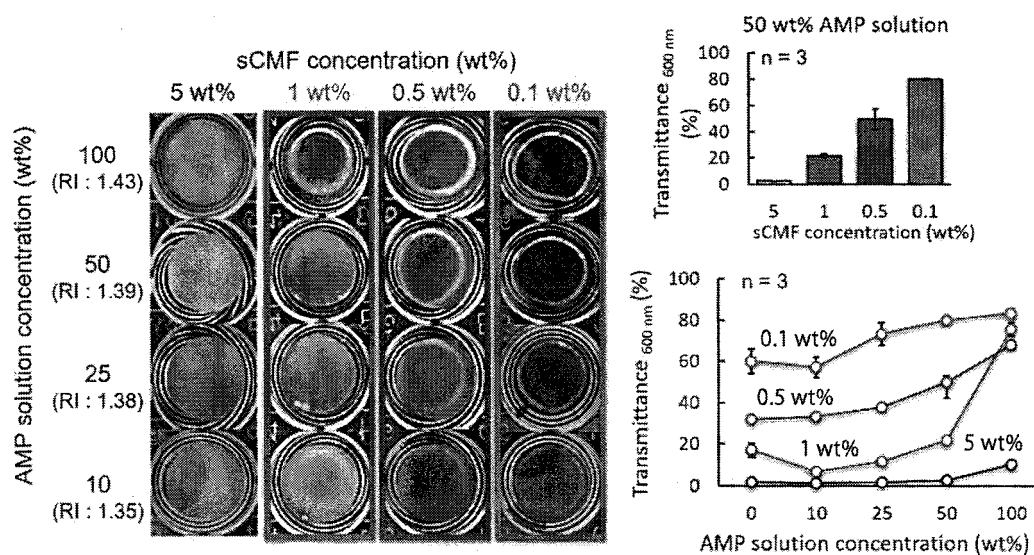 sCMF concentration (wt%)
5 wt% 1 wt% 0.5 wt% 0.1 wt%
AMP solution concentration (wt%)
100
(RI : 1.43)
50
(RI : 1.39)
25
(RI : 1.38)
10
(RI : 1.35)
50 wt% AMP solution
n = 3
Transmittance 600 nm
(%)
100
80
60
40
20
0
5 1 0.5 0.1
sCMF concentration (wt%)
n = 3
Transmittance 600 nm (%)
100
80
60
40
20
0
0.1 wt%
0.5 wt%
1 wt%
5 wt%
0 10 25 50 100
AMP solution concentration (wt%)